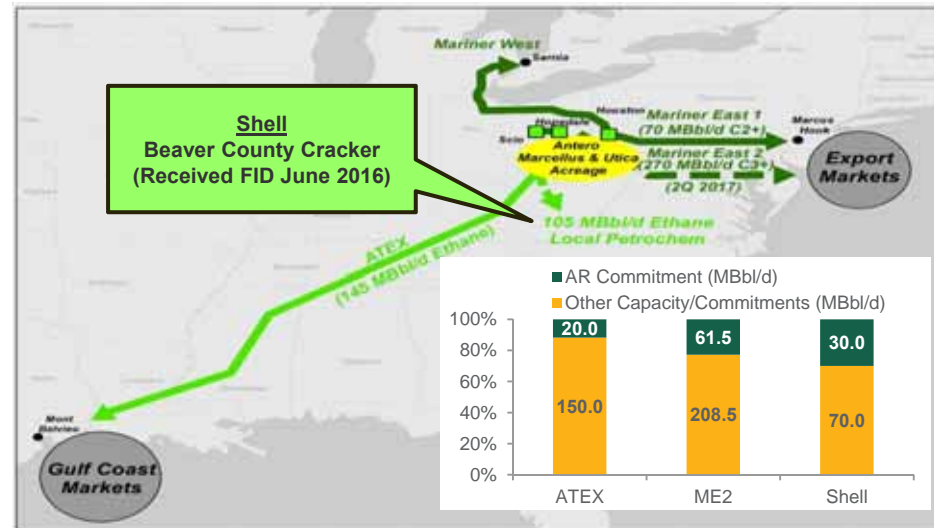 Mariner West
Sarnia
Shell
Beaver County Cracker
(Received FID June 2016)
Houston
Hopedale
Scio
Mariner East 1
(70 MBbl/d C2+)
Marcus
Hook
Antero
Marcellus & Utica
Acreage
Mariner East 2
(270 MBbl/d C3+)
(2Q 2017)
Export
Markets
105 MBbl/d Ethane
Local Petrochem
ATEX
(145 MBbl/d Ethane)
Mont
Belvieu
Gulf Coast
Markets
AR Commitment (MBbl/d)
Other Capacity/Commitments (MBbl/d)
100%
80%
60%
40%
20%
0%
20.0
61.5
30.0
150.0
208.5
70.0
ATEX
ME2
Shell